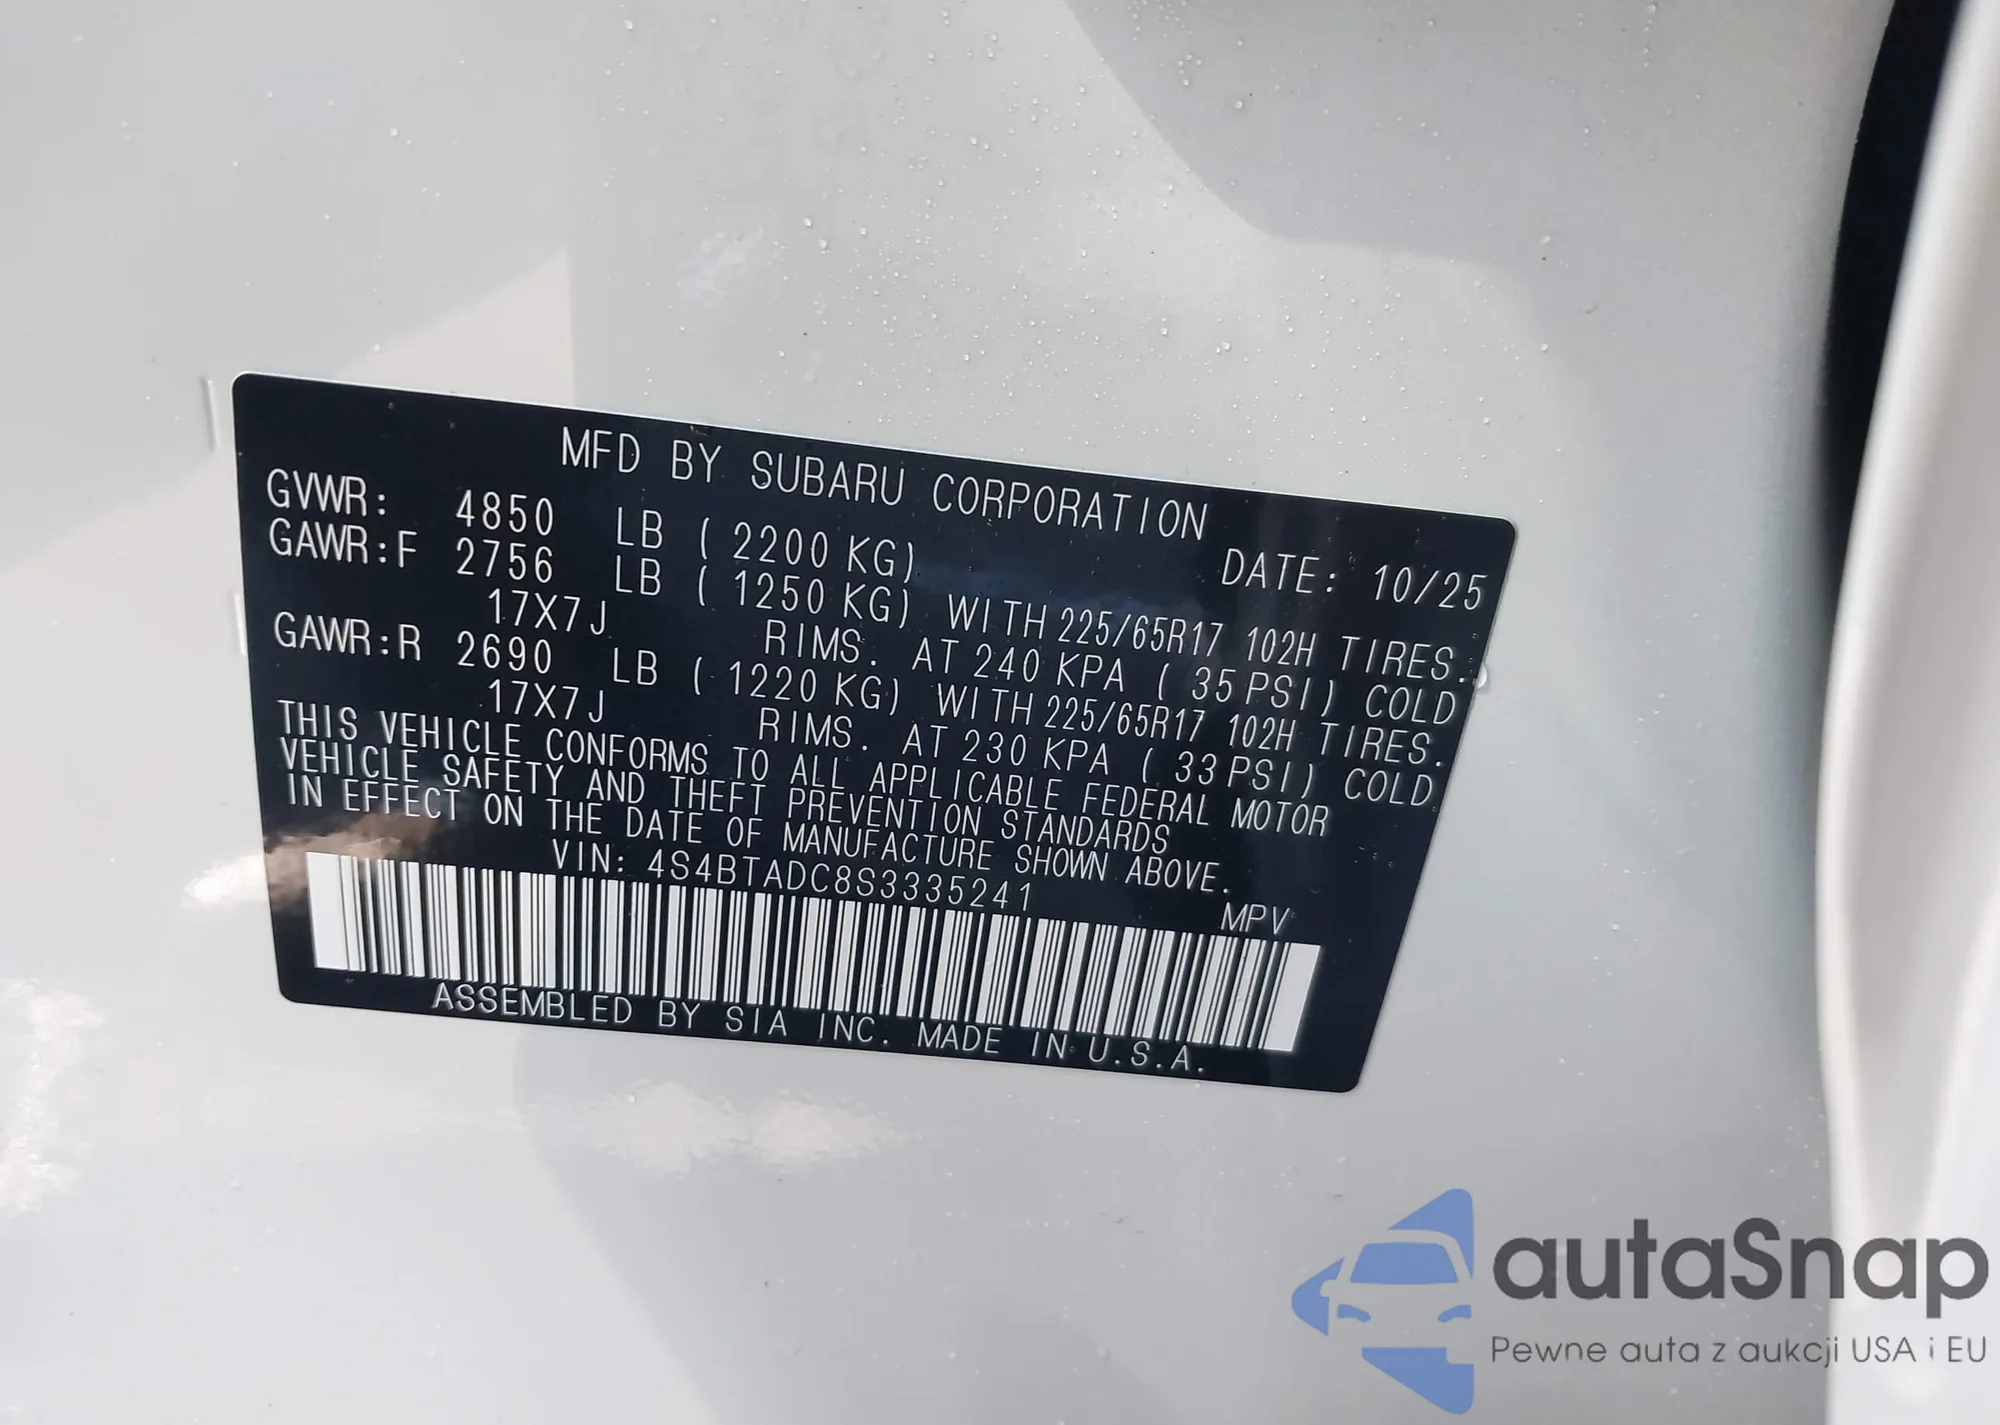 MFD BY SUBARU CORPORATION
GVWR: 4850 LB ( 2200 KG) DATE: 10/25
GAWR:F 2756 LB ( 1250 KG) WITH 225/65R17 102H TIRES.
17X7J RIMS. AT 240 KPA ( 35 PSI) COLD
GAWR:R 2690 LB ( 1220 KG) WITH 225/65R17 102H TIRES.
17X7J RIMS. AT 230 KPA ( 33 PSI) COLD
THIS VEHICLE CONFORMS TO ALL APPLICABLE FEDERAL MOTOR
VEHICLE SAFETY AND THEFT PREVENTION STANDARDS
IN EFFECT ON THE DATE OF MANUFACTURE SHOWN ABOVE.
VIN: 4S4BTADC8S3335241 MPV
ASSEMBLED BY SIA INC. MADE IN U.S.A.
autaSnap
Pewne auta z aukcji USA i EU